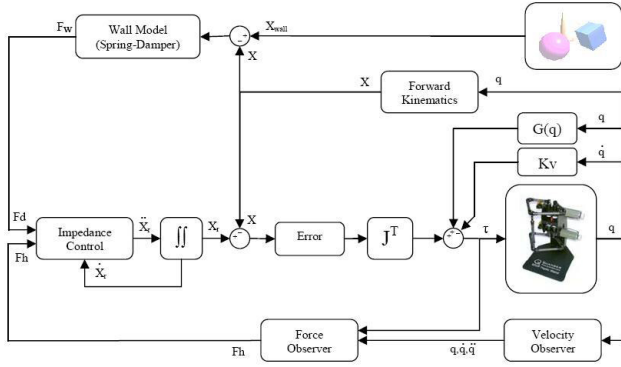 Fw
Wall Model
(Spring-Damper)
Xwall
X
X
Forward
Kinematics
q
G(q)
q
Kv
q̇
Fd
Fh
Impedance
Control
Ẍr
∬
Xr
X
Error
Jᵀ
τ
q
Ẋr
Fh
Force
Observer
q,q̇,q̈
Velocity
Observer